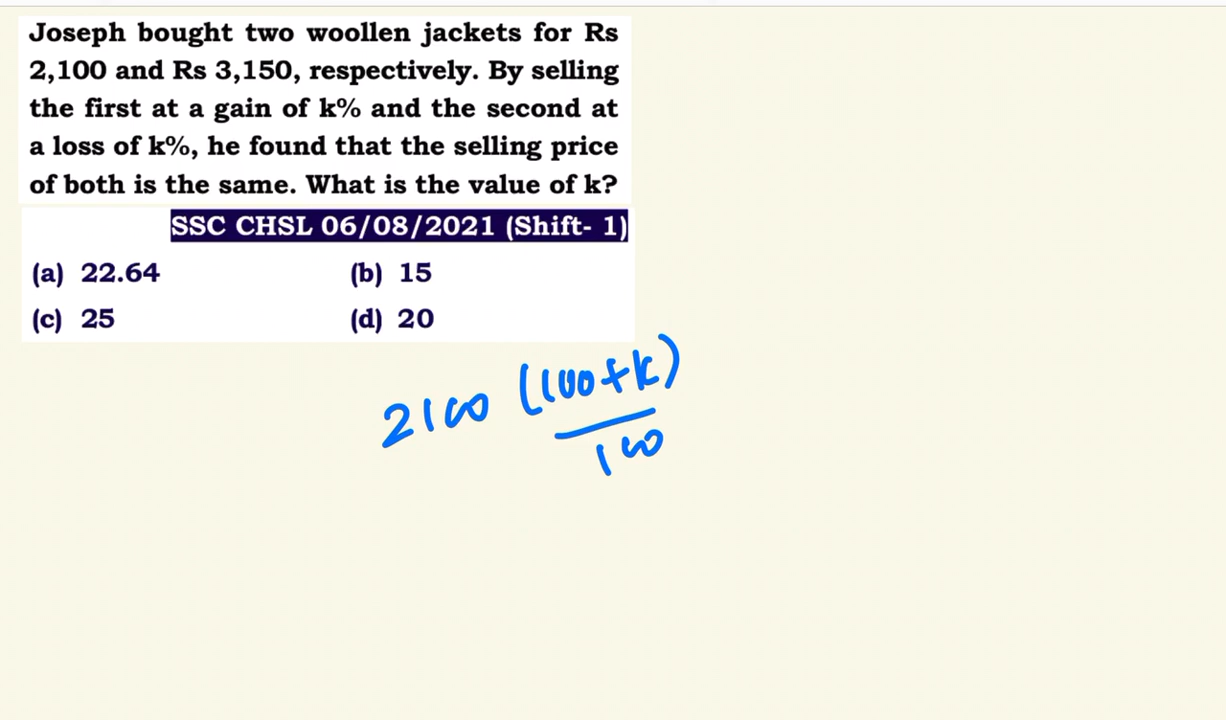 Joseph bought two woollen jackets for Rs
2,100 and Rs 3,150, respectively. By selling
the first at a gain of k% and the second at
a loss of k%, he found that the selling price
of both is the same. What is the value of k?
SSC CHSL 06/08/2021 (Shift- 1)
(a) 22.64 (b) 15
(c) 25 (d) 20
2100 (100+k)
100